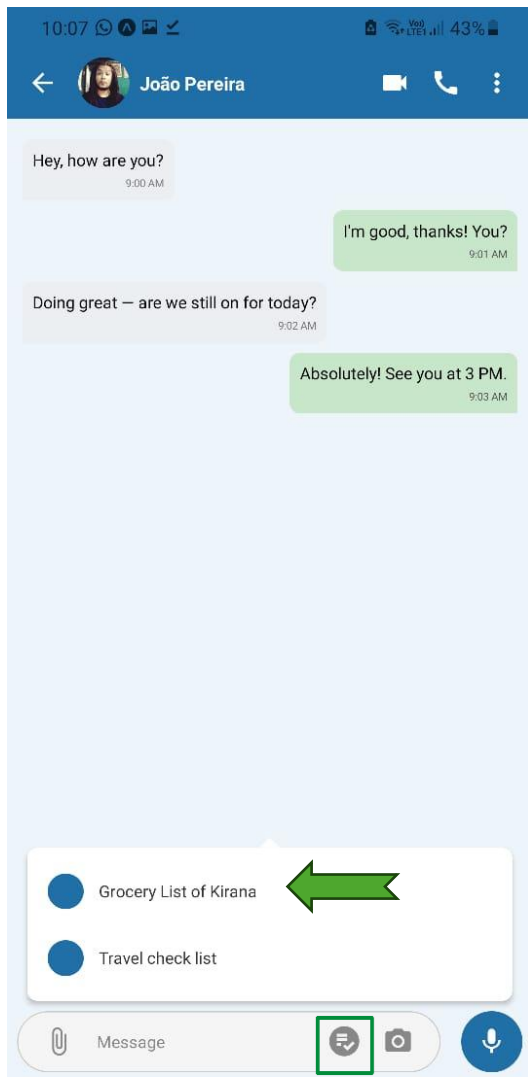 10:07 43%
João Pereira
Hey, how are you?
9:00 AM
I'm good, thanks! You?
9:01 AM
Doing great — are we still on for today?
9:02 AM
Absolutely! See you at 3 PM.
9:03 AM
Grocery List of Kirana
Travel check list
Message